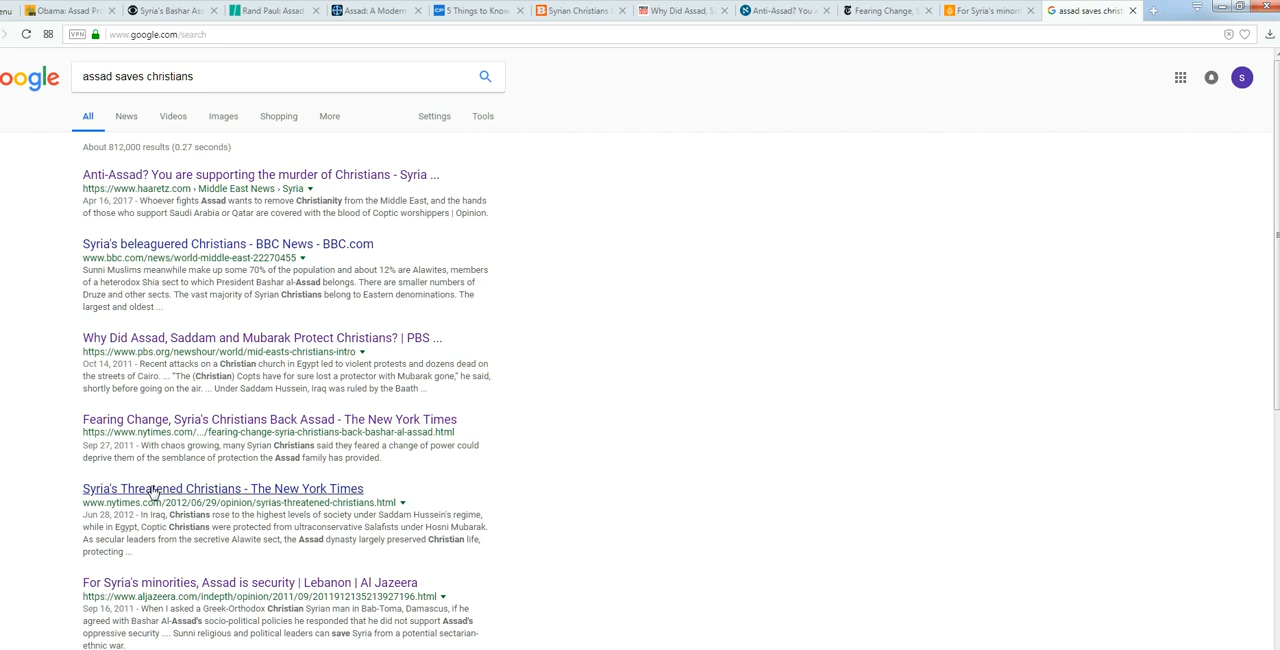 enu Obama: Assad Pro Syria's Bashar Ass Rand Paul: Assad Assad: A Modern 5 Things to Know Syrian Christians Why Did Assad, S Anti-Assad? You a Fearing Change, S For Syria's minori assad saves christ
VPN www.google.com/search
oogle assad saves christians S
All News Videos Images Shopping More Settings Tools
About 812,000 results (0.27 seconds)
Anti-Assad? You are supporting the murder of Christians - Syria ...
https://www.haaretz.com › Middle East News › Syria
Apr 16, 2017 - Whoever fights Assad wants to remove Christianity from the Middle East, and the hands
of those who support Saudi Arabia or Qatar are covered with the blood of Coptic worshippers | Opinion.
Syria's beleaguered Christians - BBC News - BBC.com
www.bbc.com/news/world-middle-east-22270455
Sunni Muslims meanwhile make up some 70% of the population and about 12% are Alawites, members
of a heterodox Shia sect to which President Bashar al-Assad belongs. There are smaller numbers of
Druze and other sects. The vast majority of Syrian Christians belong to Eastern denominations. The
largest and oldest ...
Why Did Assad, Saddam and Mubarak Protect Christians? | PBS ...
https://www.pbs.org/newshour/world/mid-easts-christians-intro
Oct 14, 2011 - Recent attacks on a Christian church in Egypt led to violent protests and dozens dead on
the streets of Cairo. ... "The (Christian) Copts have for sure lost a protector with Mubarak gone," he said,
shortly before going on the air. ... Under Saddam Hussein, Iraq was ruled by the Baath ...
Fearing Change, Syria's Christians Back Assad - The New York Times
https://www.nytimes.com/.../fearing-change-syria-christians-back-bashar-al-assad.html
Sep 27, 2011 - With chaos growing, many Syrian Christians said they feared a change of power could
deprive them of the semblance of protection the Assad family has provided.
Syria's Threatened Christians - The New York Times
www.nytimes.com/2012/06/29/opinion/syrias-threatened-christians.html
Jun 28, 2012 - In Iraq, Christians rose to the highest levels of society under Saddam Hussein's regime,
while in Egypt, Coptic Christians were protected from ultraconservative Salafists under Hosni Mubarak.
As secular leaders from the secretive Alawite sect, the Assad dynasty largely preserved Christian life,
protecting ...
For Syria's minorities, Assad is security | Lebanon | Al Jazeera
https://www.aljazeera.com/indepth/opinion/2011/09/2011912135213927196.html
Sep 16, 2011 - When I asked a Greek-Orthodox Christian Syrian man in Bab-Toma, Damascus, if he
agreed with Bashar Al-Assad's socio-political policies he responded that he did not support Assad's
oppressive security .... Sunni religious and political leaders can save Syria from a potential sectarian-
ethnic war.